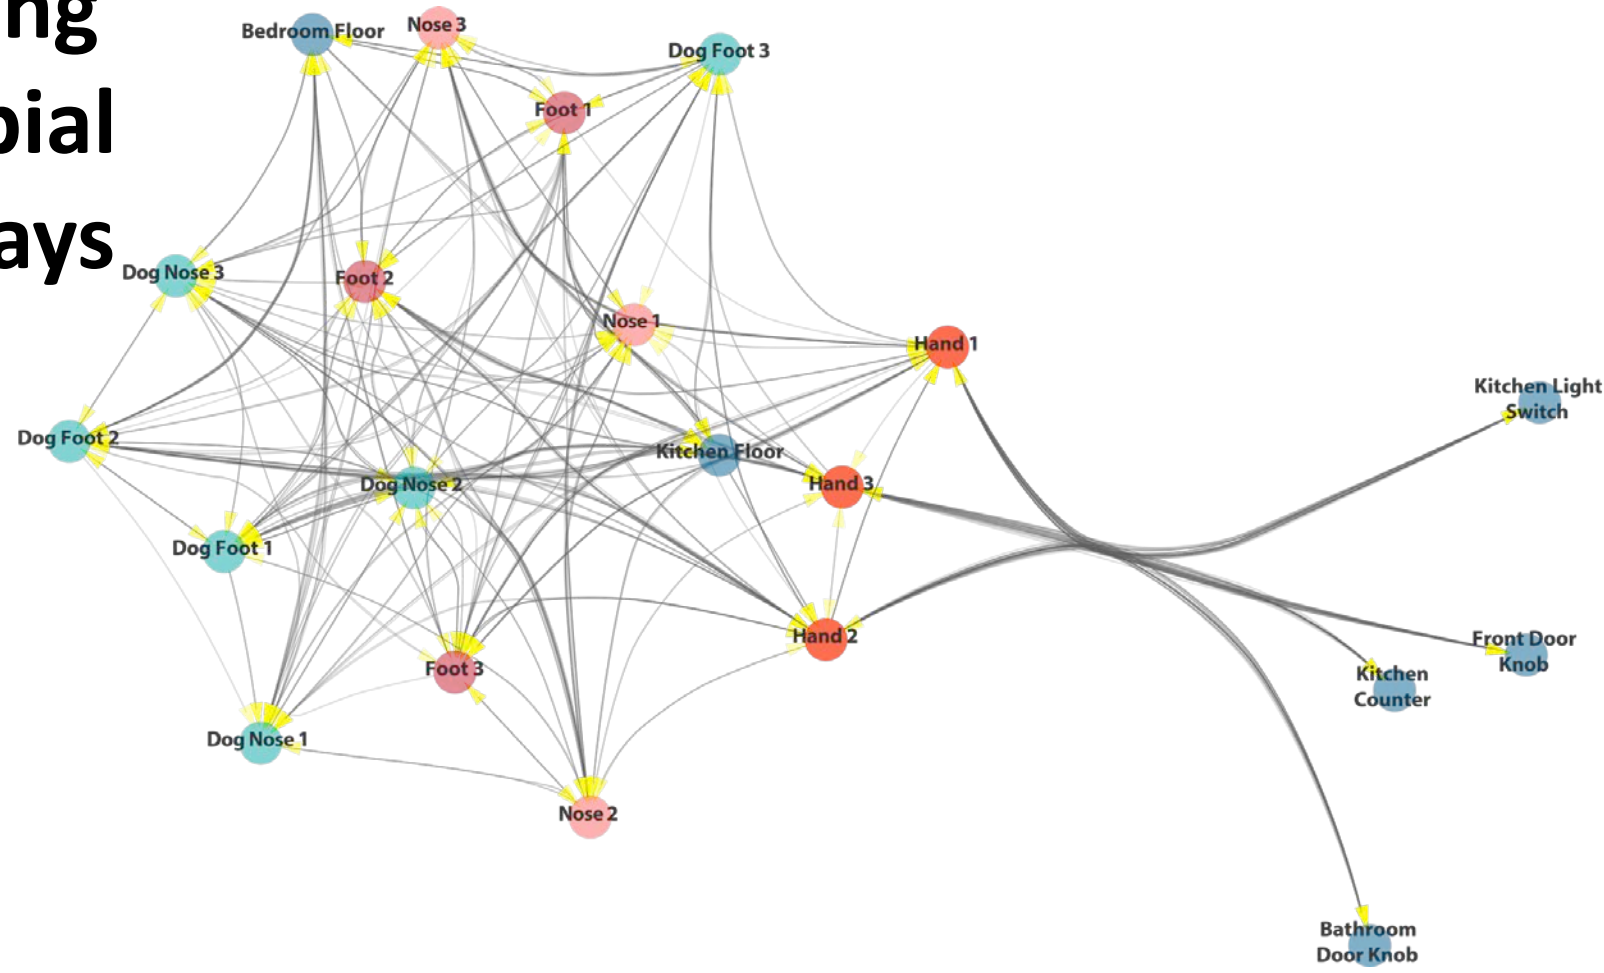 ays
Bedroom Floor
Nose 3
Dog Foot 3
Foot 1
Dog Nose 3
Foot 2
Nose 1
Hand 1
Kitchen Light
Switch
Dog Foot 2
Kitchen Floor
Dog Nose 2
Hand 3
Dog Foot 1
Hand 2
Front Door
Knob
Foot 3
Kitchen
Counter
Dog Nose 1
Nose 2
Bathroom
Door Knob